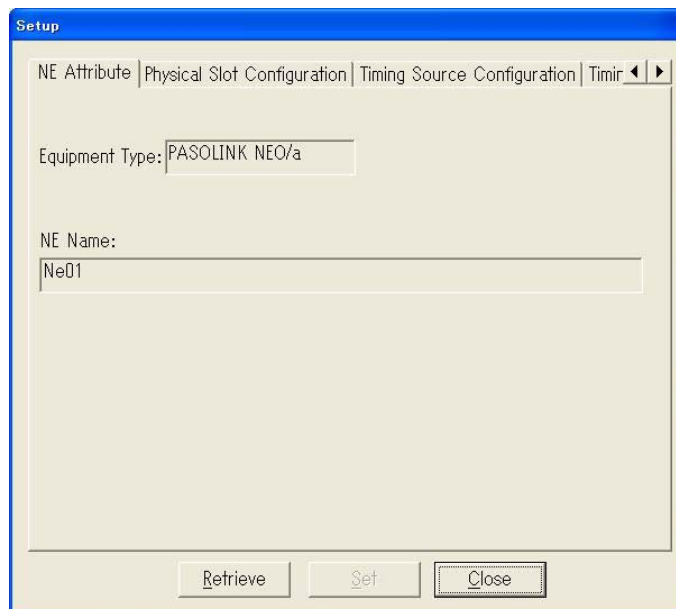 Setup
NE Attribute Physical Slot Configuration Timing Source Configuration Timir
Equipment Type: PASOLINK NEO/a
NE Name:
Ne01
Retrieve Set Close